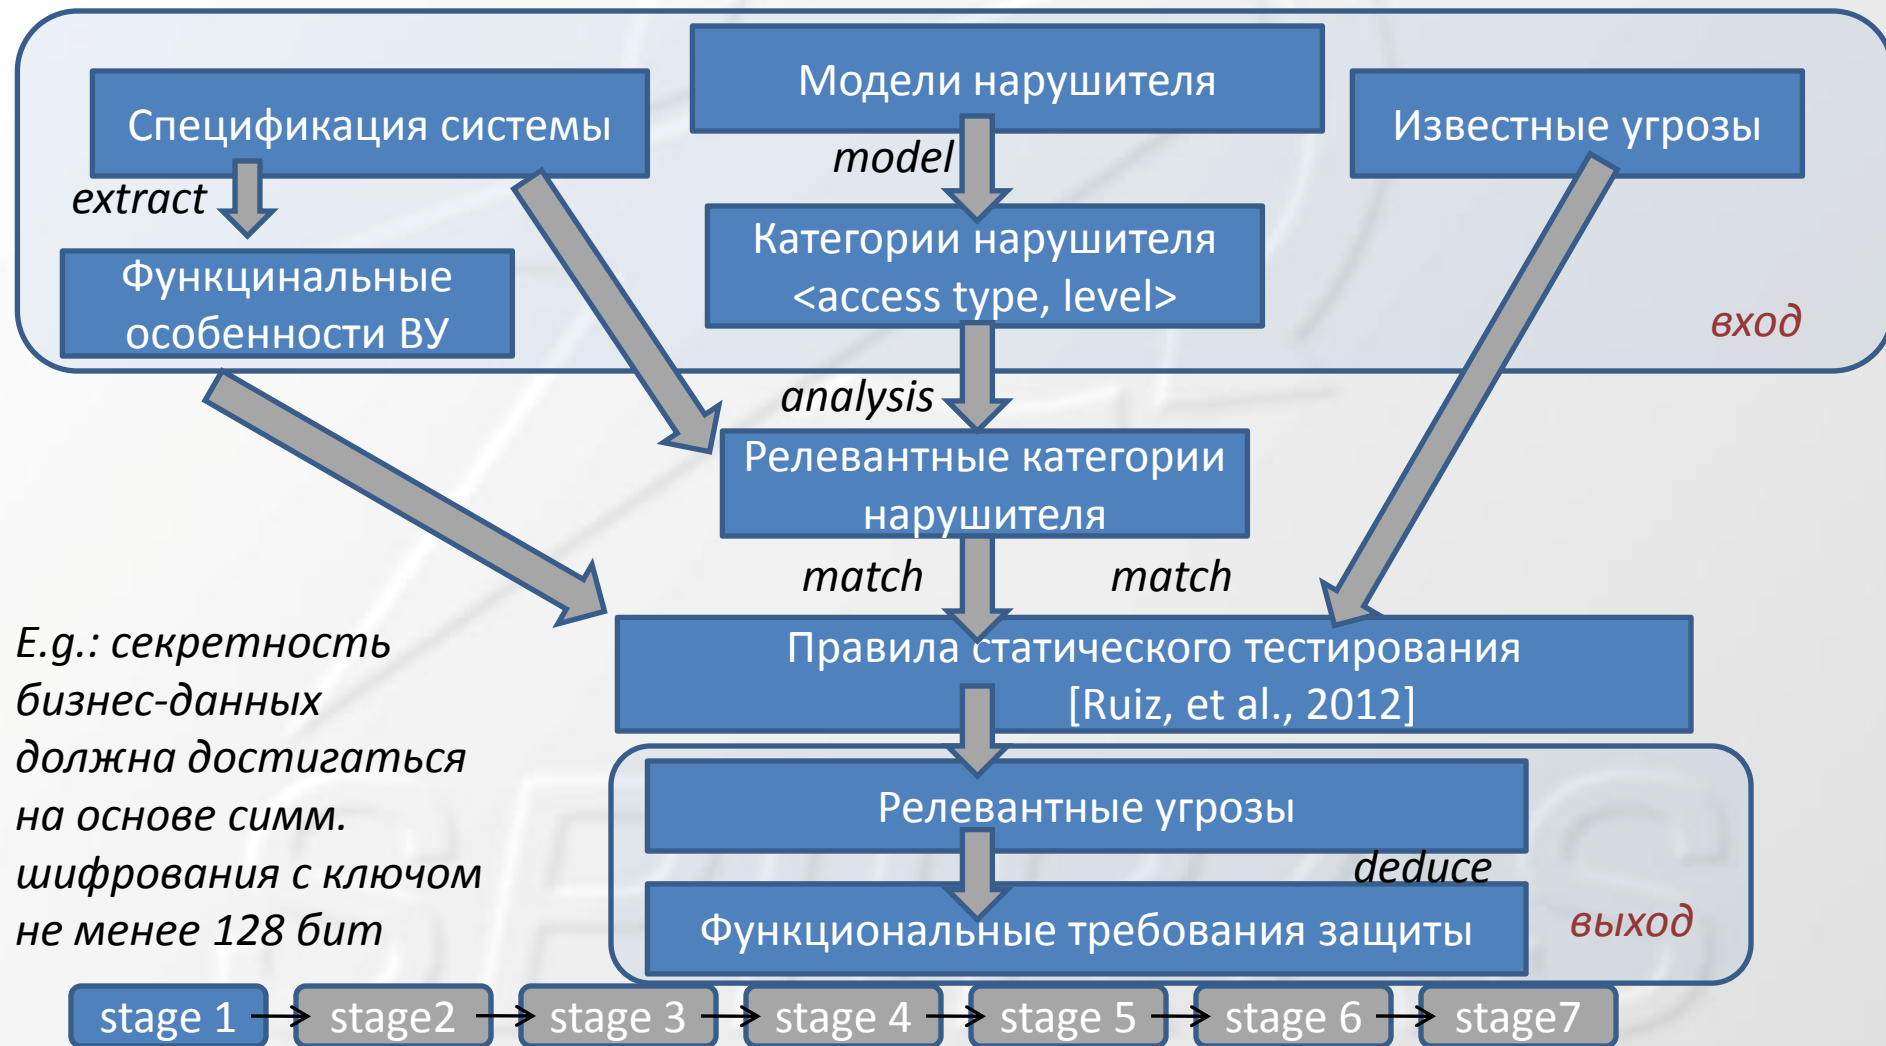 Модели нарушителя
Спецификация системы
Известные угрозы
model
extract
Категории нарушителя
<access type, level>
Функцинальные
особенности ВУ
вход
analysis
Релевантные категории
нарушителя
match
match
Правила статического тестирования
[Ruiz, et al., 2012]
E.g.: секретность
бизнес-данных
должна достигаться
на основе симм.
шифрования с ключом
не менее 128 бит
Релевантные угрозы
deduce
Функциональные требования защиты
выход
stage 1
stage2
stage 3
stage 4
stage 5
stage 6
stage7